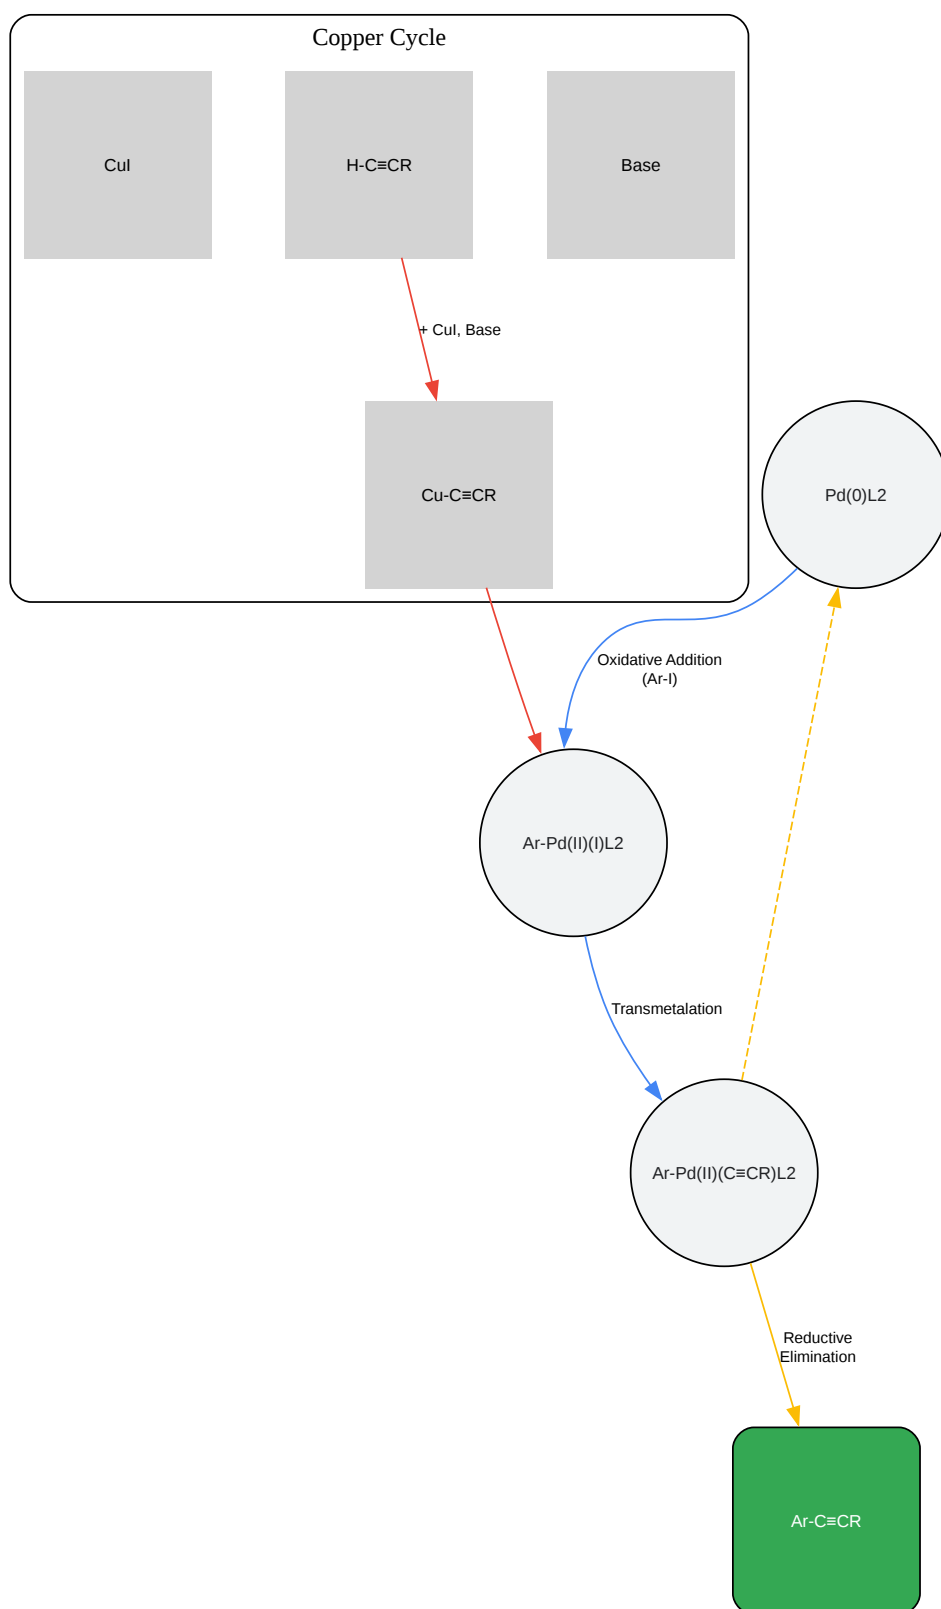 Copper Cycle
CuI
H-C≡CR
Base
+ CuI, Base
Cu-C≡CR
Pd(0)L2
Oxidative Addition
(Ar-I)
Ar-Pd(II)(I)L2
Transmetalation
Ar-Pd(II)(C≡CR)L2
Reductive
Elimination
Ar-C≡CR